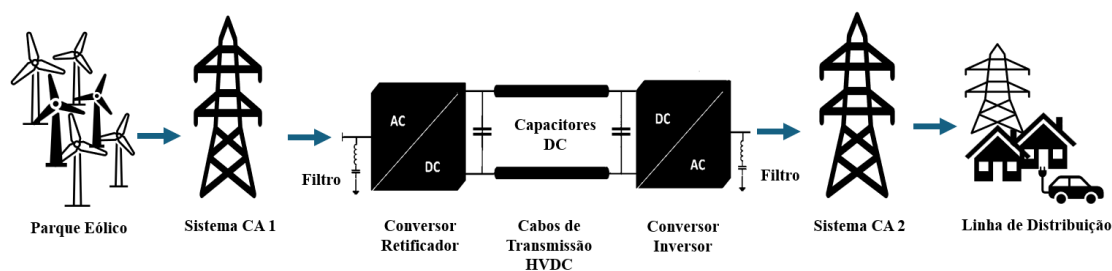 AC
DC
Capacitores
DC
DC
AC
Filtro
Filtro
Parque Eólico
Sistema CA 1
Conversor
Retificador
Cabos de
Transmissão
HVDC
Conversor
Inversor
Sistema CA 2
Linha de Distribuição